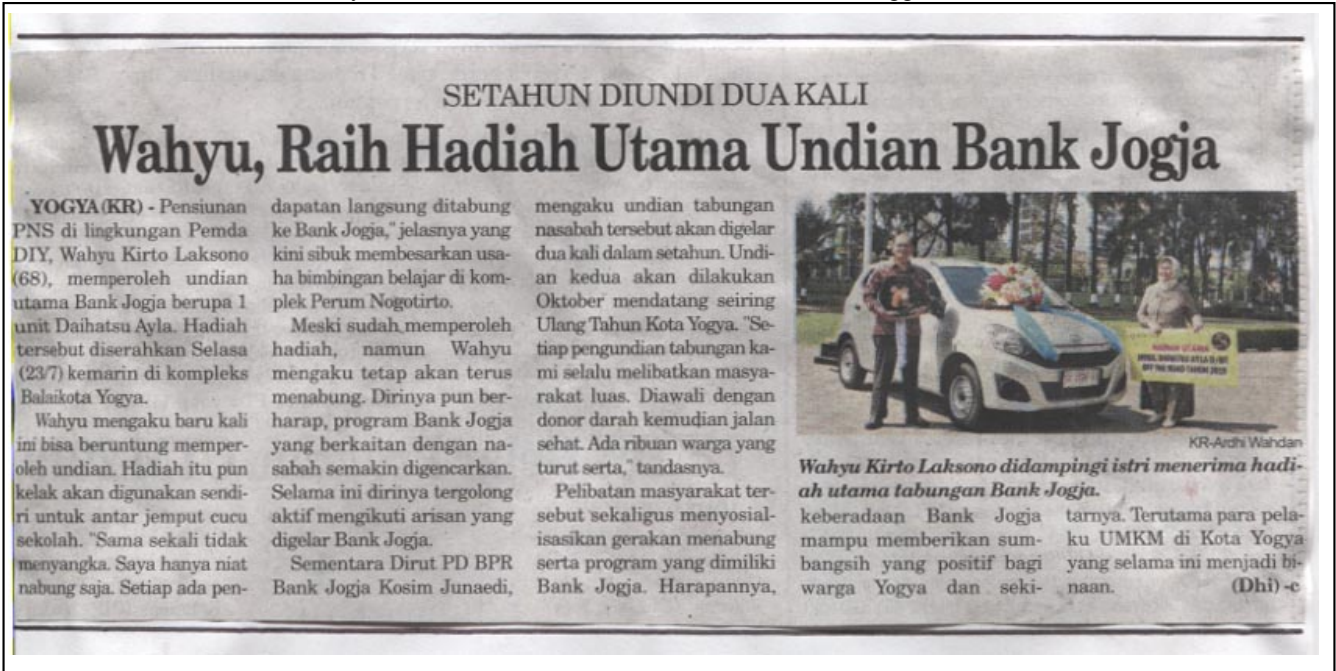 SETAHUN DIUNDI DUA KALI
Wahyu, Raih Hadiah Utama Undian Bank Jogja
YOGYA (KR) - Pensiunan
PNS di lingkungan Pemda
DIY, Wahyu Kirto Laksono
(68), memperoleh undian
utama Bank Jogja berupa 1
unit Daihatsu Ayla. Hadiah
tersebut diserahkan Selasa
(23/7) kemarin di kompleks
Balaikota Yogya.
Wahyu mengaku baru kali
ini bisa beruntung memper-
oleh undian. Hadiah itu pun
kelak akan digunakan sendi-
ri untuk antar jemput cucu
sekolah. "Sama sekali tidak
menyangka. Saya hanya niat
nabung saja. Setiap ada pen-
dapatan langsung ditabung
ke Bank Jogja," jelasnya yang
kini sibuk membesarkan usa-
ha bimbingan belajar di kom-
plek Perum Nogotirto.
Meski sudah memperoleh
hadiah, namun Wahyu
mengaku tetap akan terus
menabung. Dirinya pun ber-
harap, program Bank Jogja
yang berkaitan dengan na-
sabah semakin digencarkan.
Selama ini dirinya tergolong
aktif mengikuti arisan yang
digelar Bank Jogja.
Sementara Dirut PD BPR
Bank Jogja Kosim Junaedi,
mengaku undian tabungan
nasabah tersebut akan digelar
dua kali dalam setahun. Undi-
an kedua akan dilakukan
Oktober mendatang seiring
Ulang Tahun Kota Yogya. "Se-
tiap pengundian tabungan ka-
mi selalu melibatkan masya-
rakat luas. Diawali dengan
donor darah kemudian jalan
sehat. Ada ribuan warga yang
turut serta," tandasnya.
Pelibatan masyarakat ter-
sebut sekaligus menyosial-
isasikan gerakan menabung
serta program yang dimiliki
Bank Jogja. Harapannya,
HADIAH UTAMA
KR-Ardhi Wahdan
Wahyu Kirto Laksono didampingi istri menerima hadi-
ah utama tabungan Bank Jogja.
keberadaan Bank Jogja
mampu memberikan sum-
bangsih yang positif bagi
warga Yogya dan seki-
tarnya. Terutama para pela-
ku UMKM di Kota Yogya
yang selama ini menjadi bi-
naan. (Dhi) -c